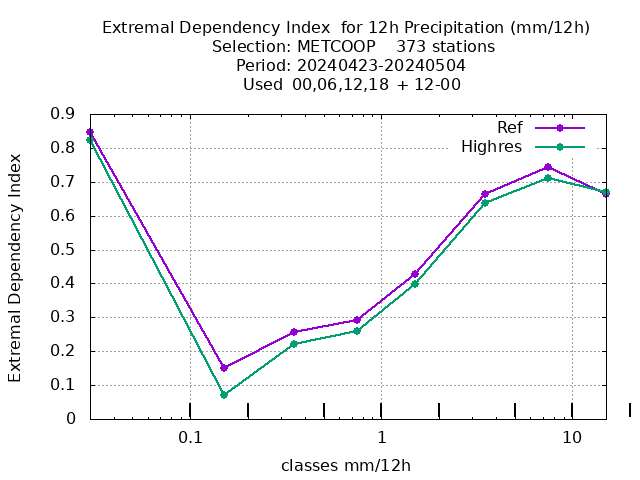 Extremal Dependency Index  for 12h Precipitation (mm/12h)
Selection: METCOOP    373 stations
Period: 20240423-20240504
Used  00,06,12,18  + 12-00
Ref
Highres
Extremal Dependency Index
0.9
0.8
0.7
0.6
0.5
0.4
0.3
0.2
0.1
0
0.1
1
10
classes mm/12h